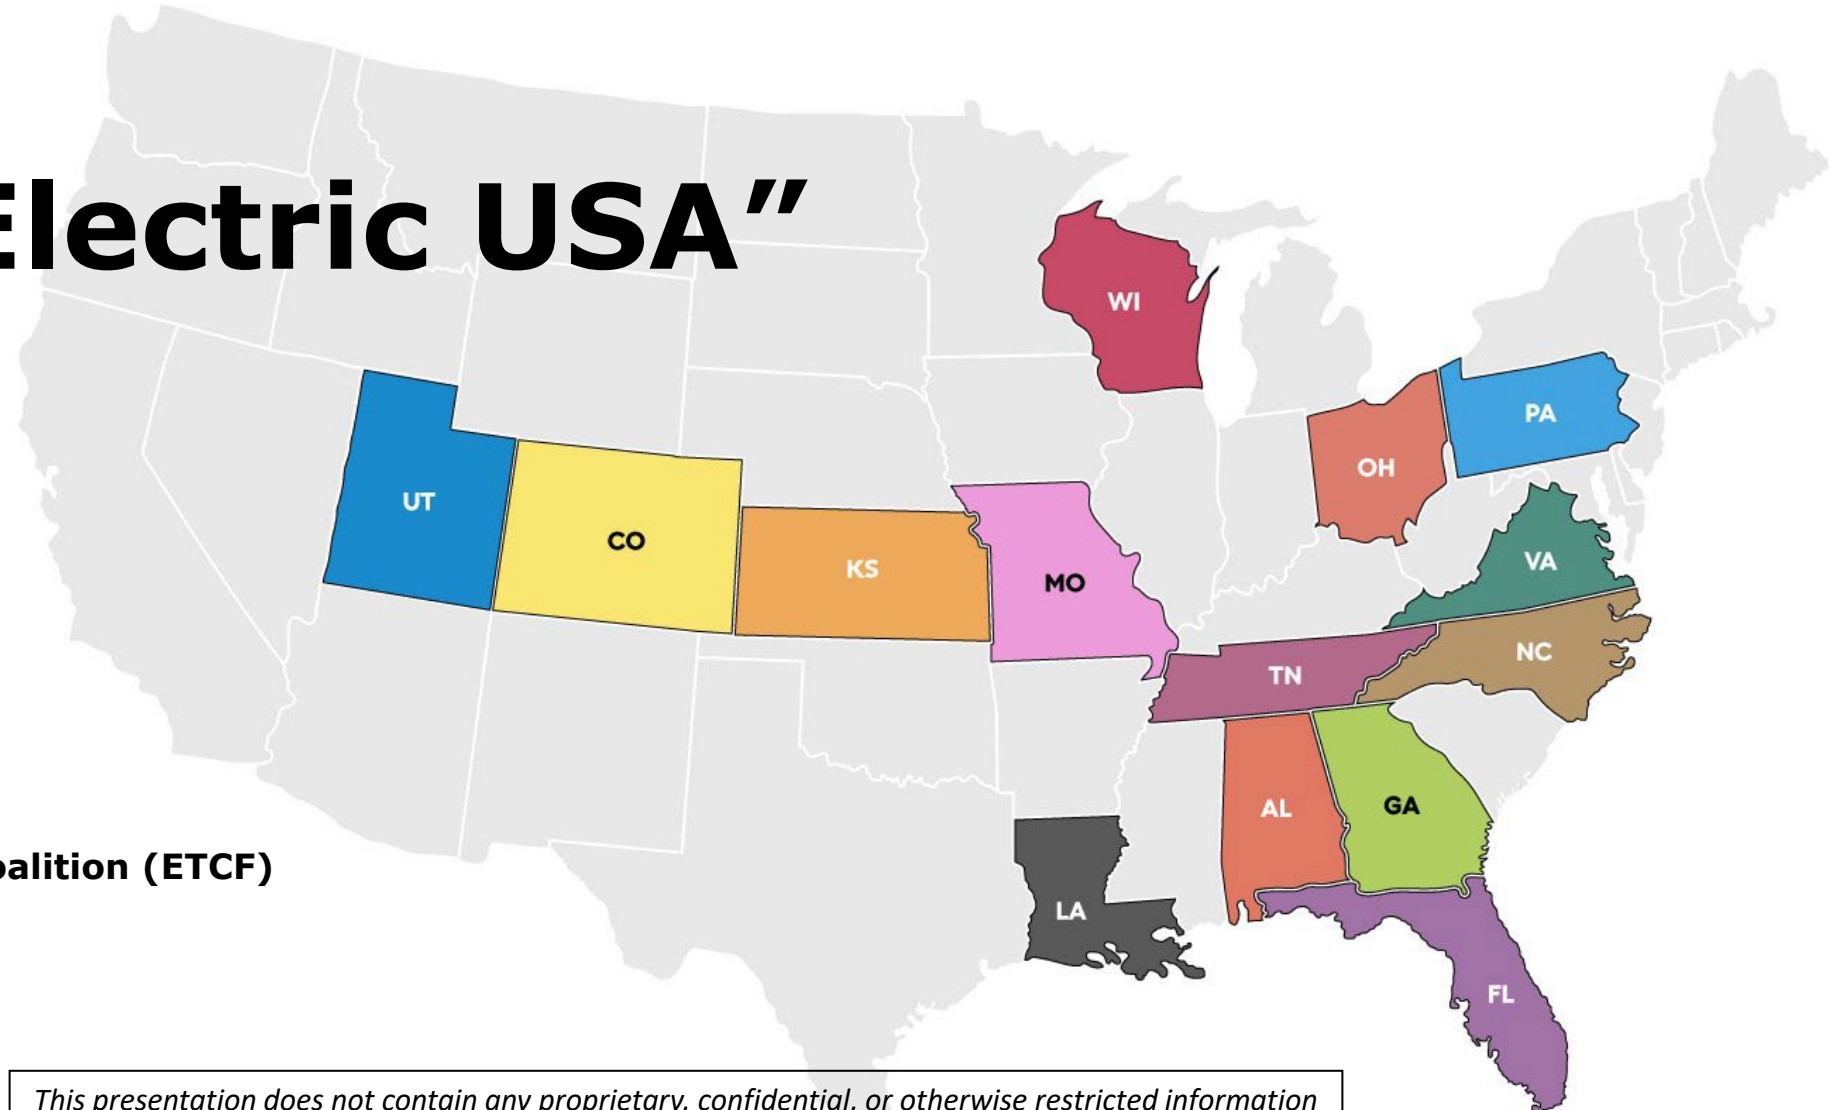 Electric USA”
WI
PA
OH
UT
CO
KS
MO
VA
NC
TN
AL
GA
LA
FL
oalition (ETCF)
This presentation does not contain any proprietary, confidential, or otherwise restricted information